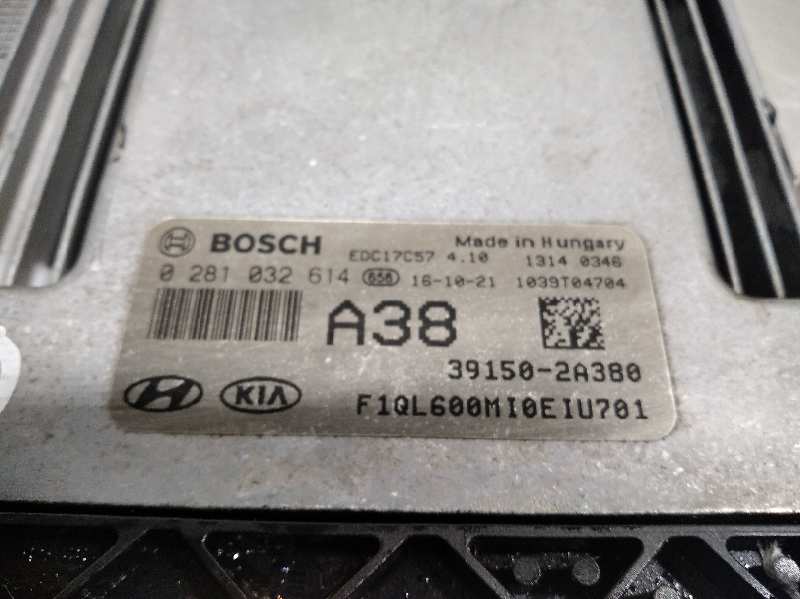 BOSCH EDC17C57 4.10 Made in Hungary
1314 0346
0 281 032 614 16-10-21 1039T04704
A38
39150-2A380
KIA F1QL600MI0EIU701